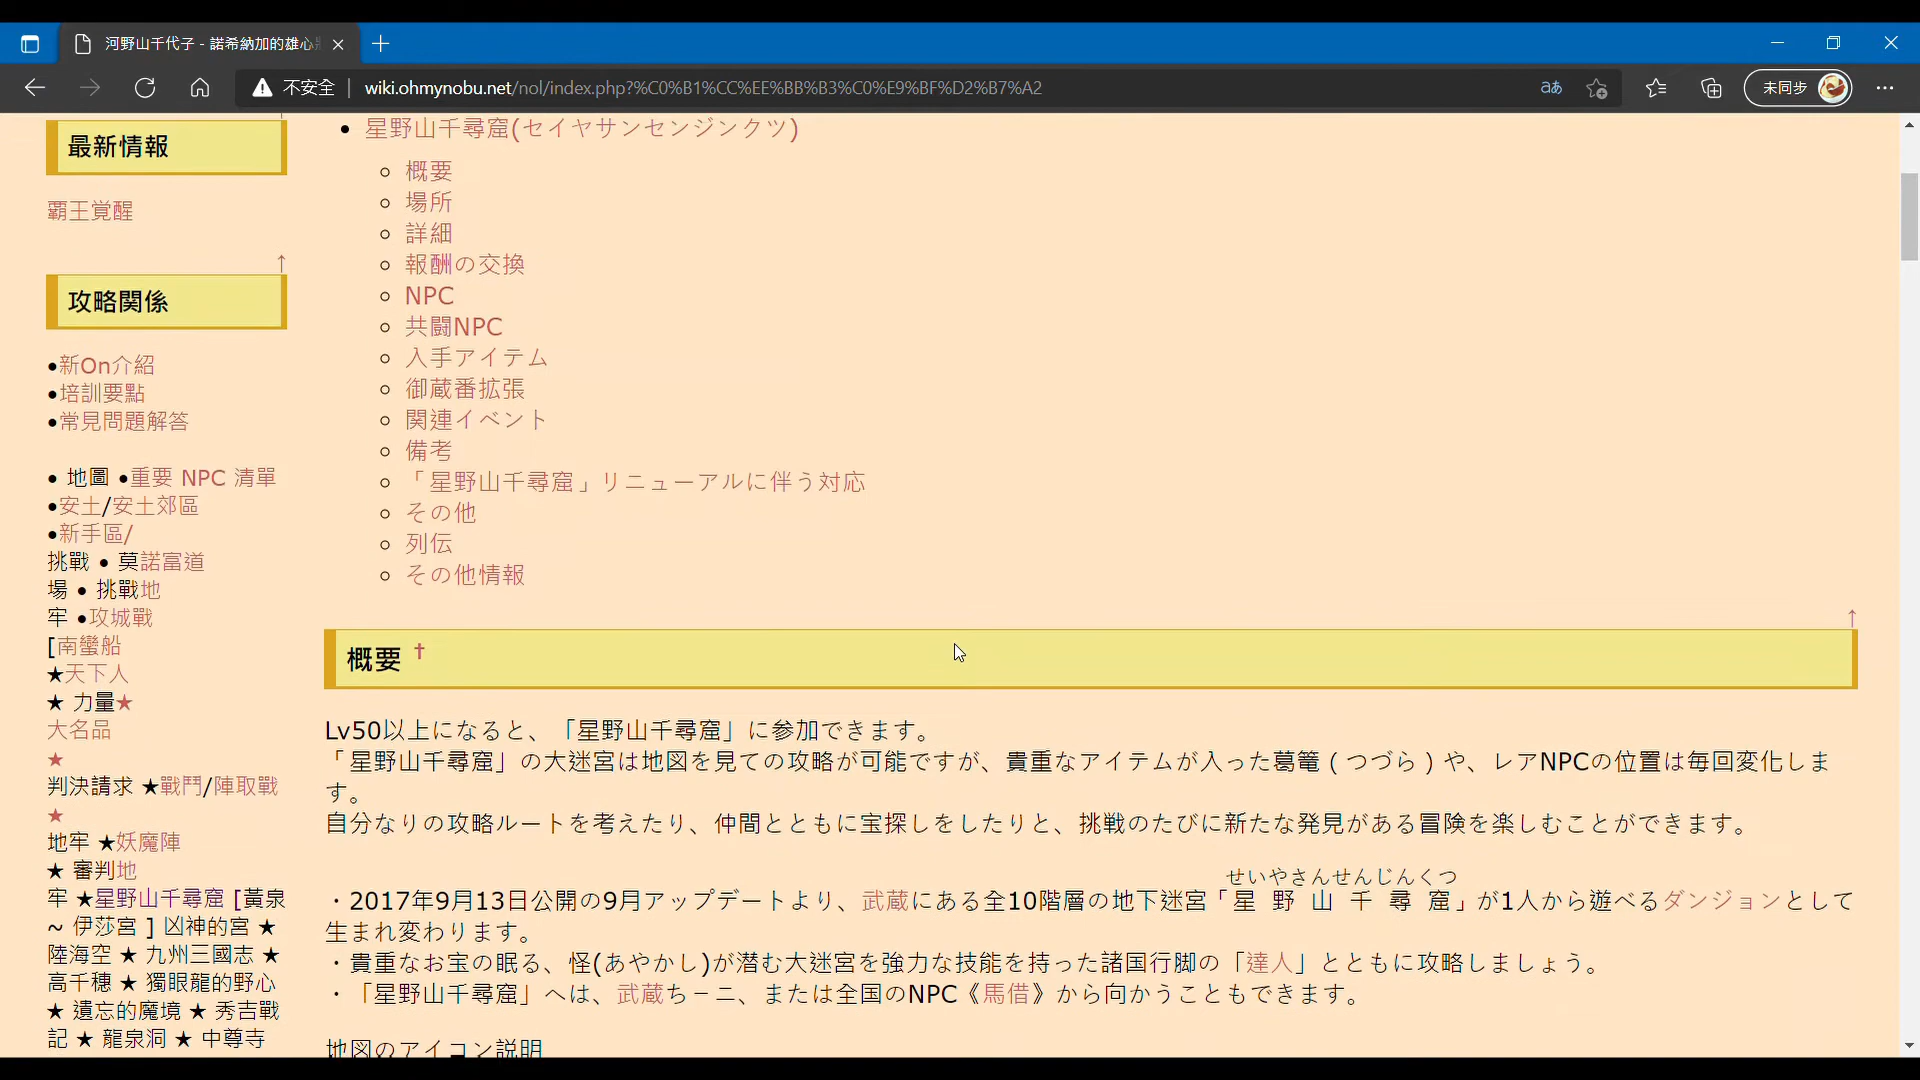 河野山千代子 - 諾希納加的雄心
不安全 | wiki.ohmynobu.net/nol/index.php?%C0%B1%CC%EE%BB%B3%C0%E9%BF%D2%B7%A2
未同步
最新情報
霸王覚醒
↑
攻略関係
●新On介紹
●培訓要點
●常見問題解答
● 地圖 ●重要 NPC 清單
●安土/安土郊區
●新手區/
挑戰 ● 莫諾富道
場 ● 挑戰地
牢 ●攻城戰
[南蠻船
★天下人
★ 力量★
大名品
★
判決請求 ★戰鬥/陣取戰
★
地牢 ★妖魔陣
★ 審判地
牢 ★星野山千尋窟 [黃泉
~ 伊莎宮 ] 凶神的宮 ★
陸海空 ★ 九州三國志 ★
高千穗 ★ 獨眼龍的野心
★ 遺忘的魔境 ★ 秀吉戰
記 ★ 龍泉洞 ★ 中尊寺
星野山千尋窟(セイヤサンセンジンクツ)
概要
場所
詳細
報酬の交換
NPC
共闘NPC
入手アイテム
御蔵番拡張
関連イベント
備考
「星野山千尋窟」リニューアルに伴う対応
その他
列伝
その他情報
↑
概要 †
Lv50以上になると、「星野山千尋窟」に参加できます。
「星野山千尋窟」の大迷宮は地図を見ての攻略が可能ですが、貴重なアイテムが入った葛篭(つづら)や、レアNPCの位置は毎回変化しま
す。
自分なりの攻略ルートを考えたり、仲間とともに宝探しをしたりと、挑戦のたびに新たな発見がある冒険を楽しむことができます。
せいやさんせんじんくつ
・2017年9月13日公開の9月アップデートより、武蔵にある全10階層の地下迷宮「星 野 山 千 尋 窟」が1人から遊べるダンジョンとして
生まれ変わります。
・貴重なお宝の眠る、怪(あやかし)が潜む大迷宮を強力な技能を持った諸国行脚の「達人」とともに攻略しましょう。
・「星野山千尋窟」へは、武蔵ち－ニ、または全国のNPC《馬借》から向かうこともできます。
地図のアイコン説明